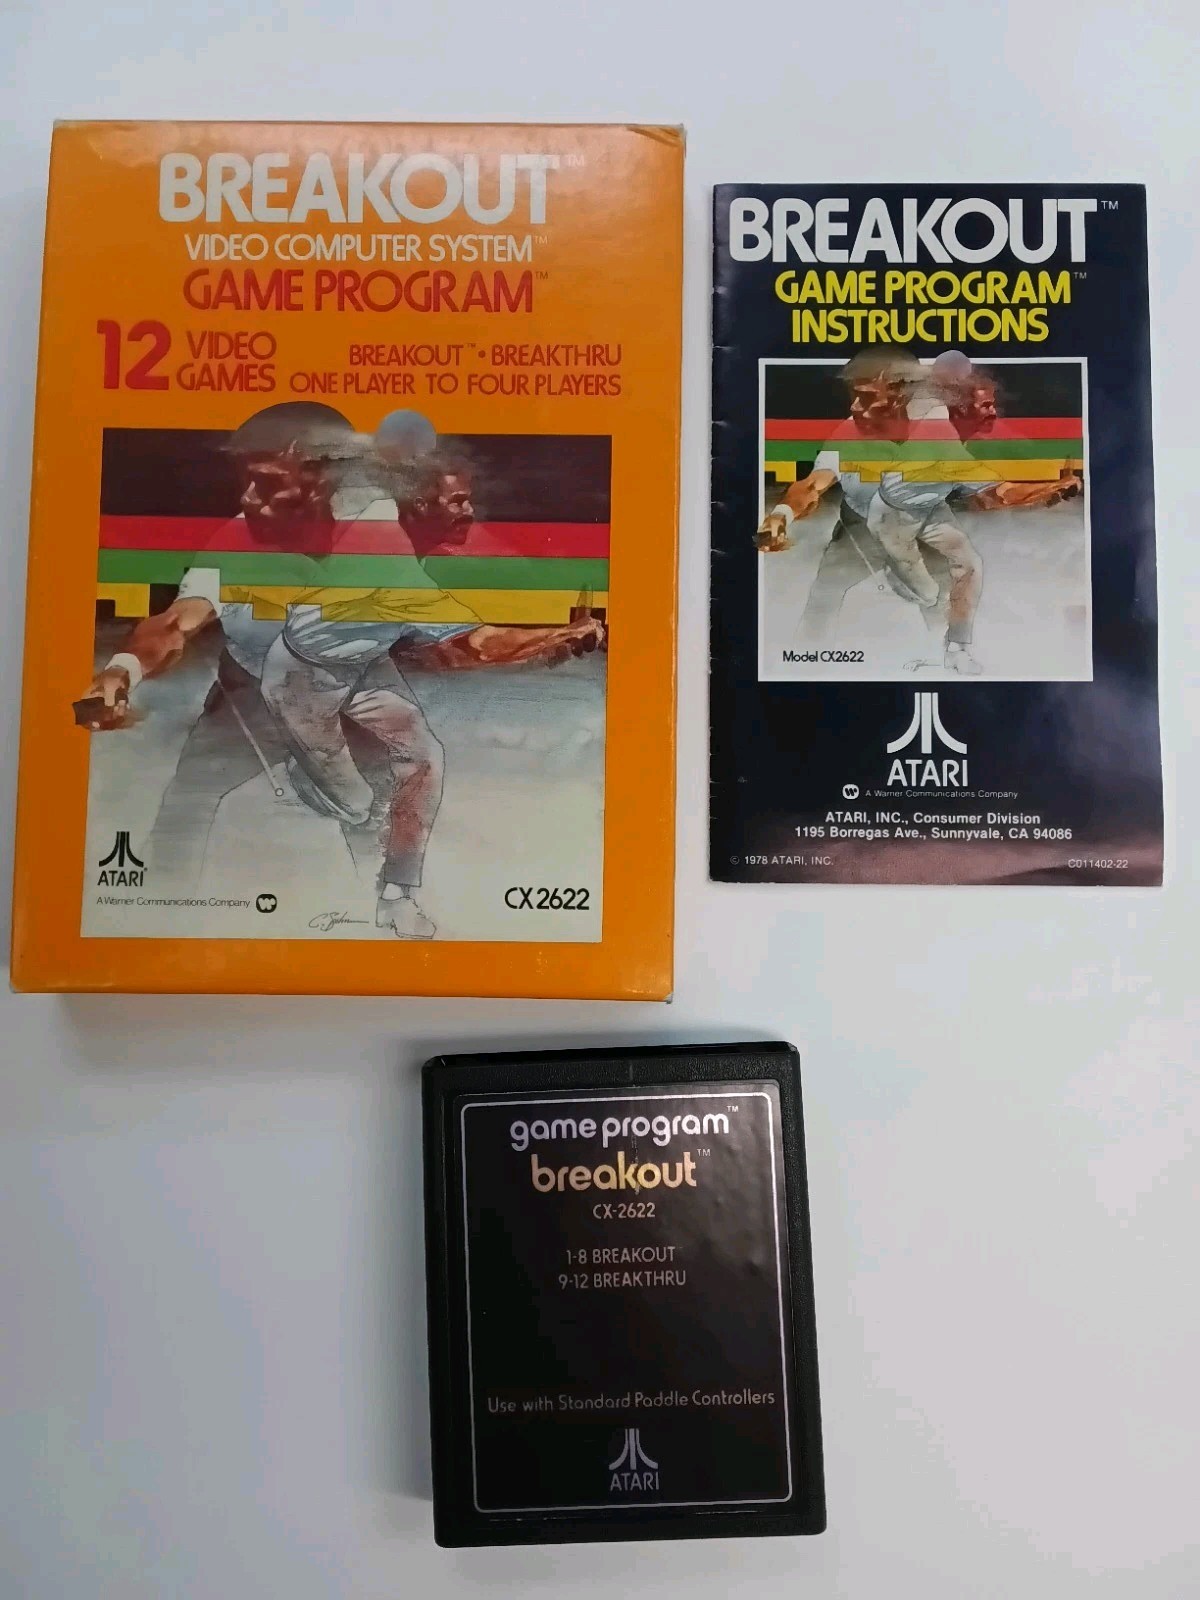 BREAKOUT™
VIDEO COMPUTER SYSTEM™
GAME PROGRAM™
12 VIDEO GAMES
BREAKOUT™ • BREAKTHRU
ONE PLAYER TO FOUR PLAYERS
ATARI®
A Warner Communications Company
CX2622
BREAKOUT™
GAME PROGRAM™
INSTRUCTIONS
Model CX2622
ATARI
A Warner Communications Company
ATARI, INC., Consumer Division
1195 Borregas Ave., Sunnyvale, CA 94086
© 1978 ATARI, INC.
C011402-22
game program™
breakout™
CX-2622
1-8 BREAKOUT™
9-12 BREAKTHRU
Use with Standard Paddle Controllers
ATARI